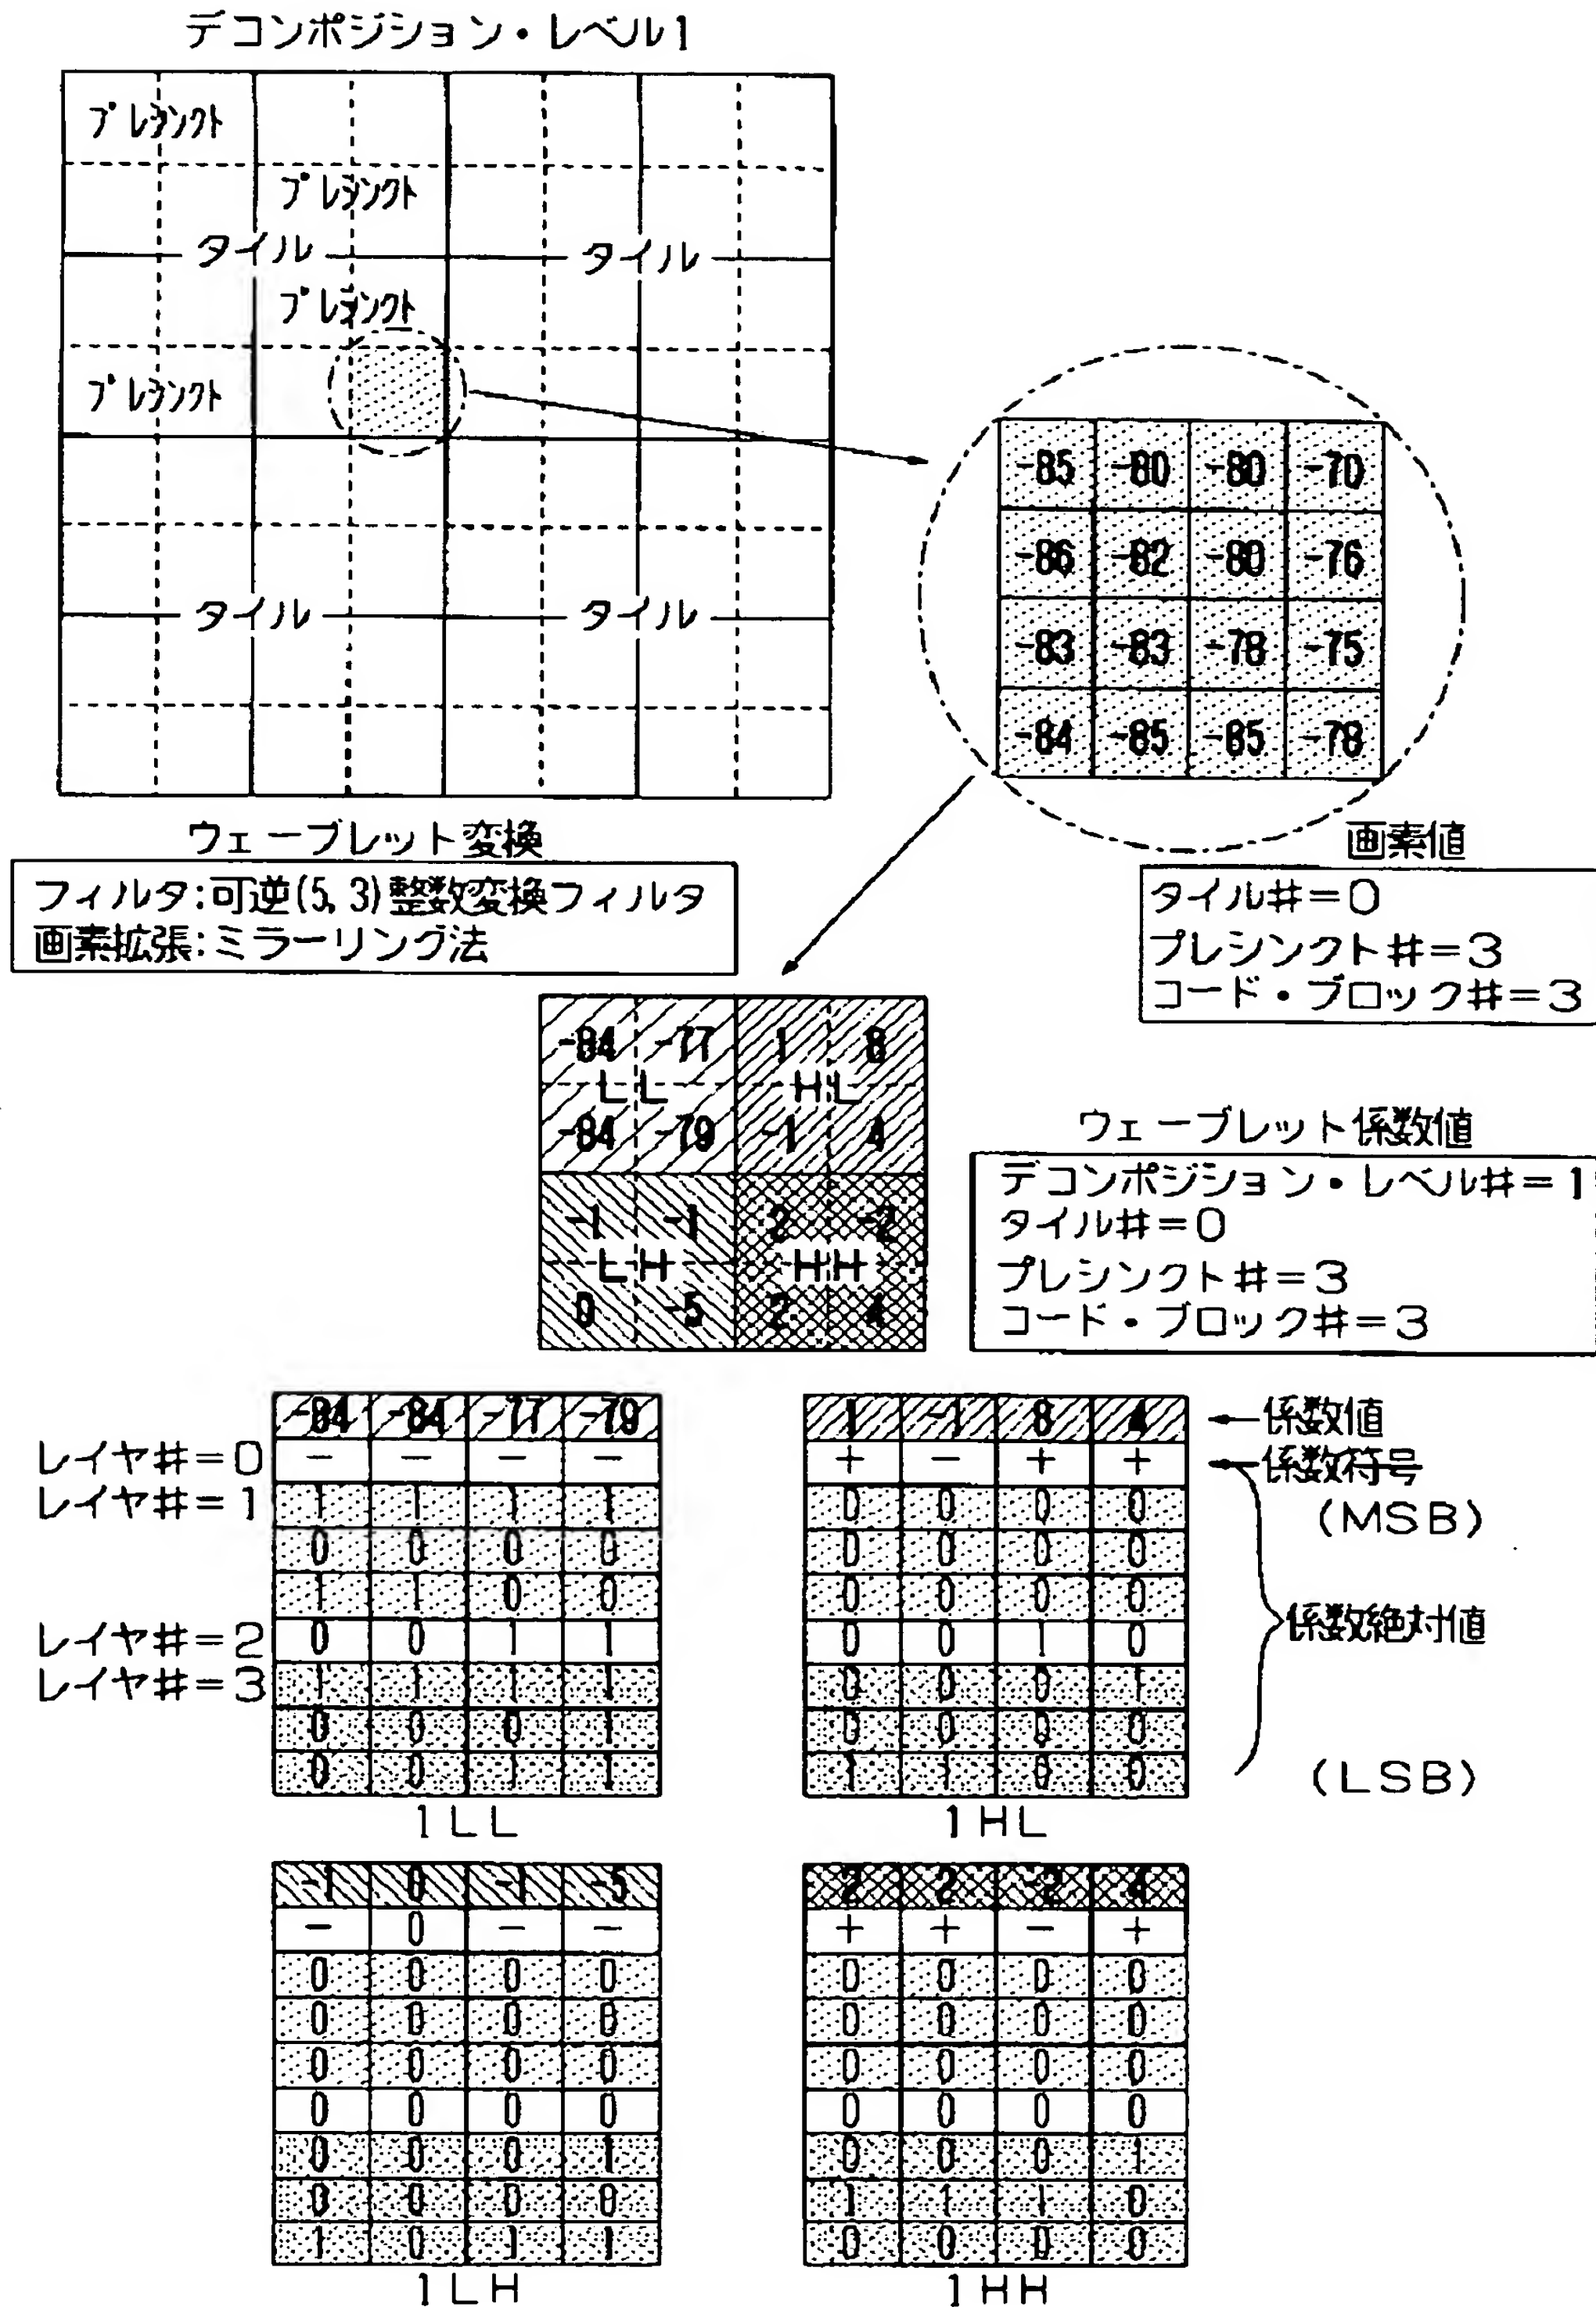 デコンポジション・レベル1
プレシンクト
プレシンクト
タイル タイル
プレシンクト
プレシンクト
タイル タイル
-85 -80 -80 -70
-86 -82 -80 -76
-83 -83 -78 -75
-84 -85 -85 -78
画素値
タイル#=0
プレシンクト#=3
コード・ブロック#=3
ウェーブレット変換
フィルタ:可逆(5,3)整数変換フィルタ
画素拡張:ミラーリング法
-84 -77 1 8
LL HL
-84 -79 -1 4
-1 -1 2 -2
LH HH
0 -5 2 4
ウェーブレット係数値
デコンポジション・レベル#=1
タイル#=0
プレシンクト#=3
コード・ブロック#=3
-84 -84 -77 -79
レイヤ#=0 - - - -
レイヤ#=1 1 1 1 1
0 0 0 0
1 1 0 0
レイヤ#=2 0 0 1 1
レイヤ#=3 1 1 1 1
0 0 0 1
0 0 1 1
1LL
1 -1 8 4 係数値
+ - + + 係数符号
0 0 0 0 (MSB)
0 0 0 0
0 0 0 0
0 0 1 0 係数絶対値
0 0 0 1
0 0 0 0
1 1 0 0 (LSB)
1HL
-1 0 -1 -5
- 0 - -
0 0 0 0
0 0 0 0
0 0 0 0
0 0 0 0
0 0 0 1
0 0 0 0
1 0 1 1
1LH
2 2 -2 4
+ + - +
0 0 0 0
0 0 0 0
0 0 0 0
0 0 0 0
0 0 0 1
1 1 1 0
0 0 0 0
1HH